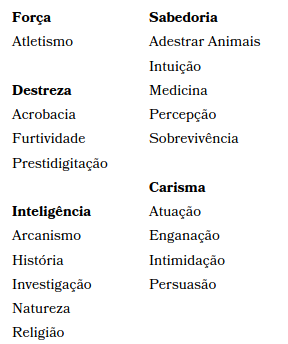 Força
Atletismo
Destreza
Acrobacia
Furtividade
Prestidigitação
Inteligência
Arcanismo
História
Investigação
Natureza
Religião
Sabedoria
Adestrar Animais
Intuição
Medicina
Percepção
Sobrevivência
Carisma
Atuação
Enganação
Intimidação
Persuasão